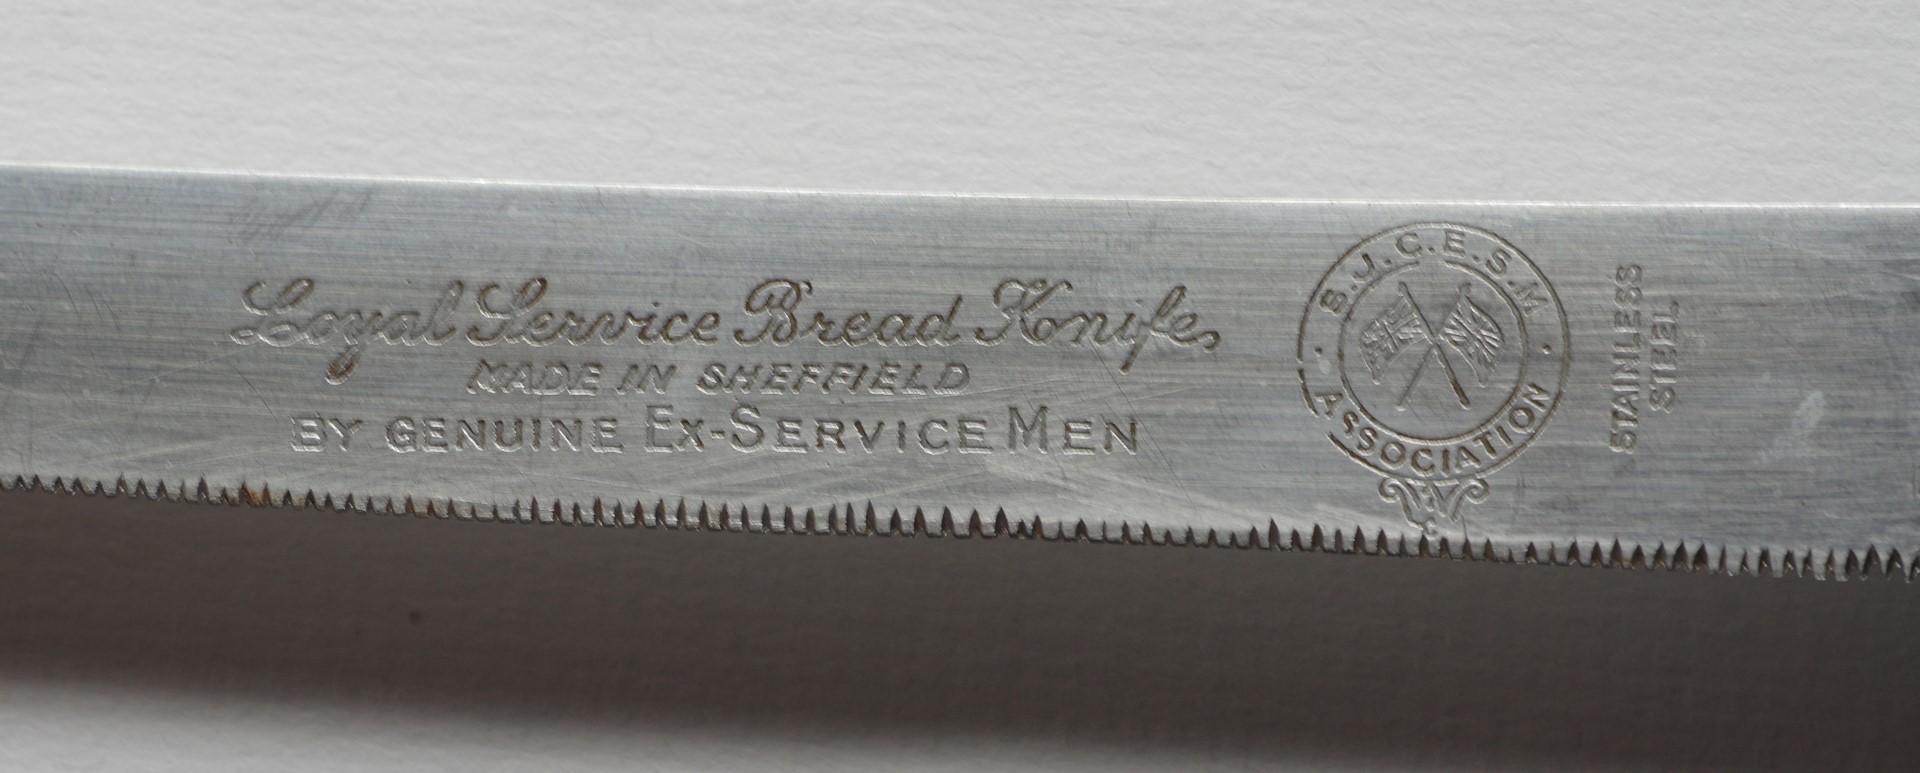 Loyal Service Bread Knife
MADE IN SHEFFIELD
BY GENUINE EX-SERVICE MEN
S.J.C.E.S.M
ASSOCIATION
STAINLESS
STEEL